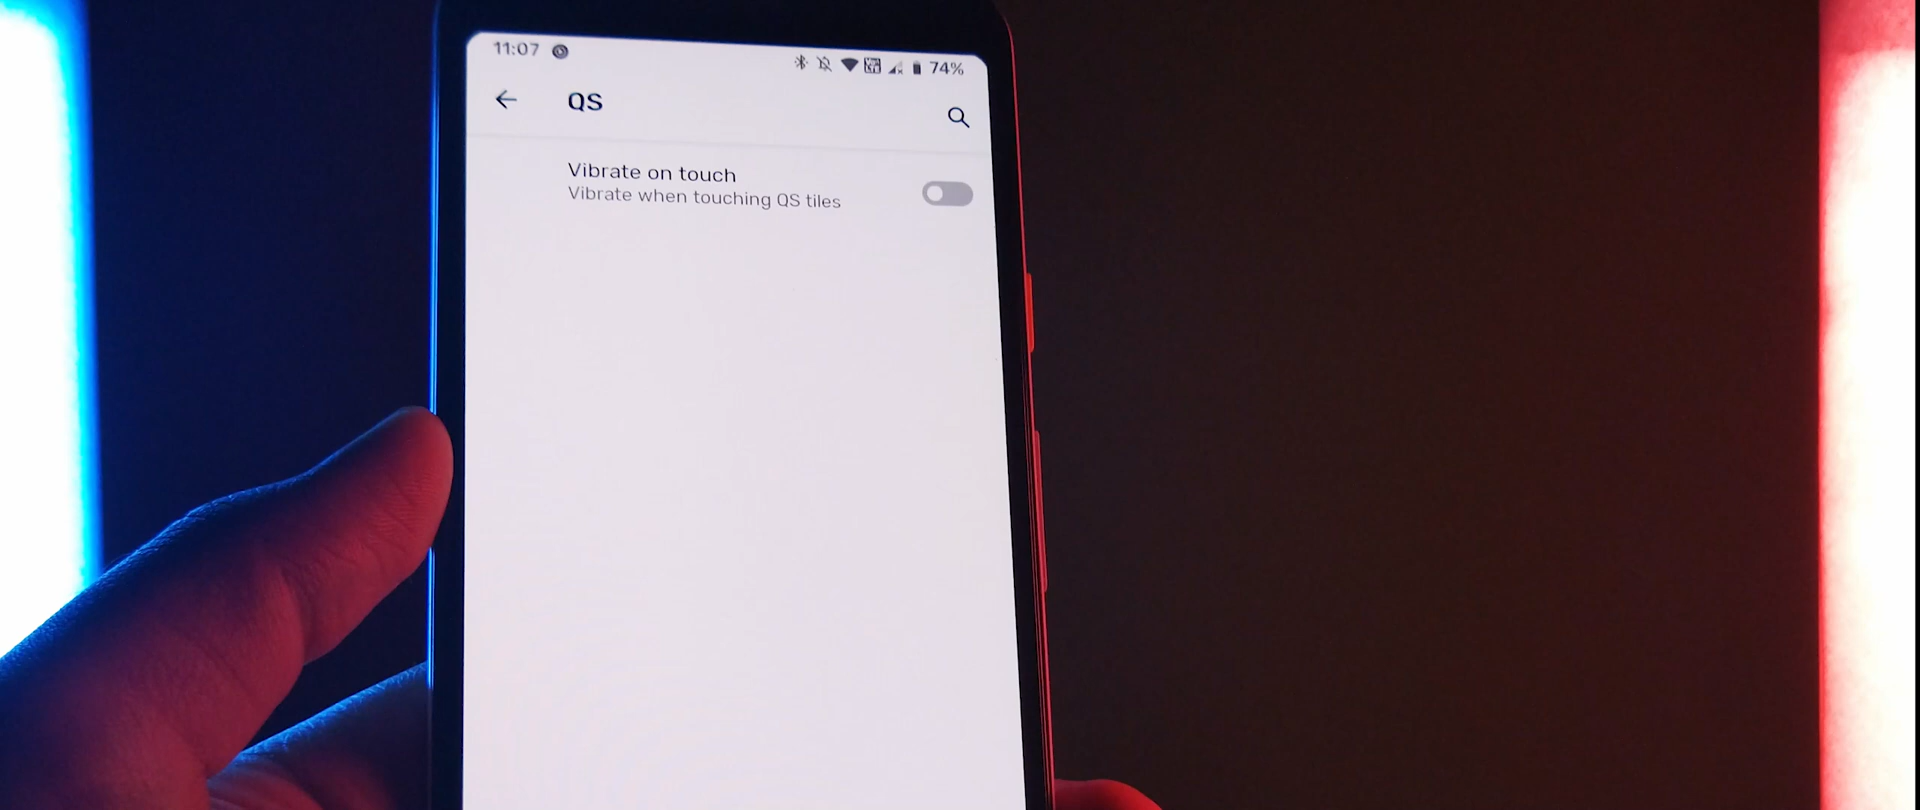 11:07
74%
QS
Vibrate on touch
Vibrate when touching QS tiles